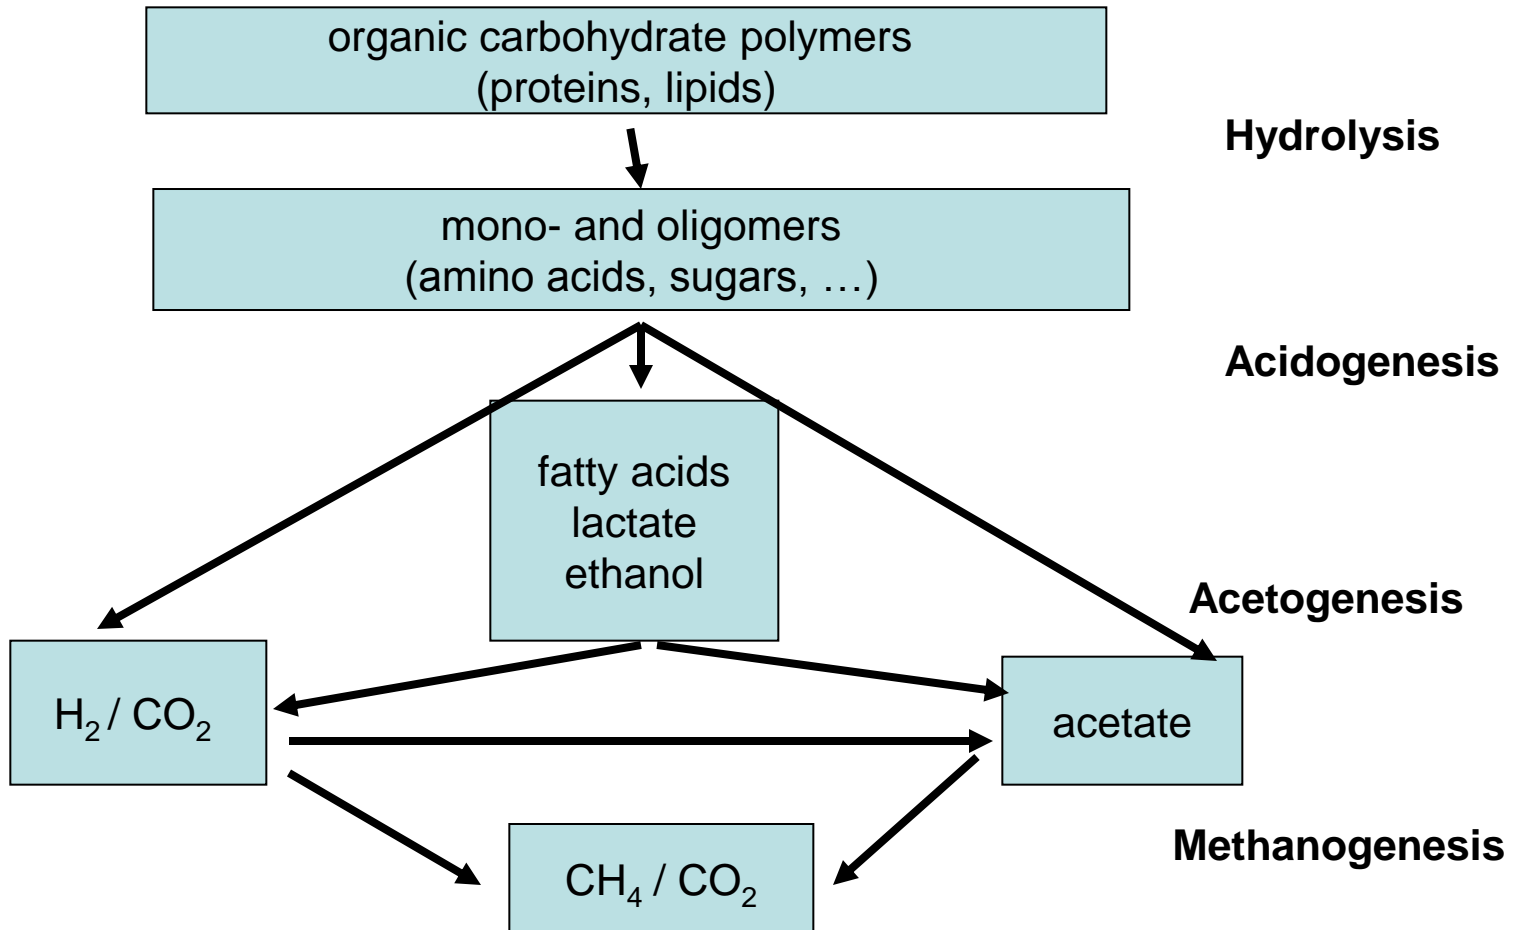 organic carbohydrate polymers
(proteins, lipids)
Hydrolysis
mono- and oligomers
(amino acids, sugars, …)
Acidogenesis
fatty acids
lactate
ethanol
Acetogenesis
H₂ / CO₂
acetate
Methanogenesis
CH₄ / CO₂